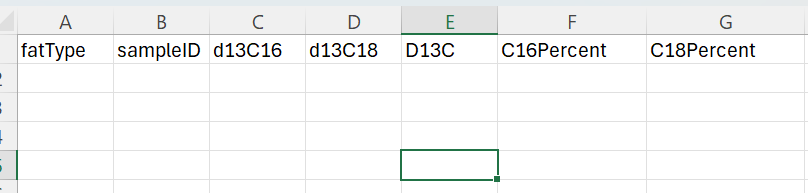 A B C D E F G
fatType sampleID d13C16 d13C18 D13C C16Percent C18Percent